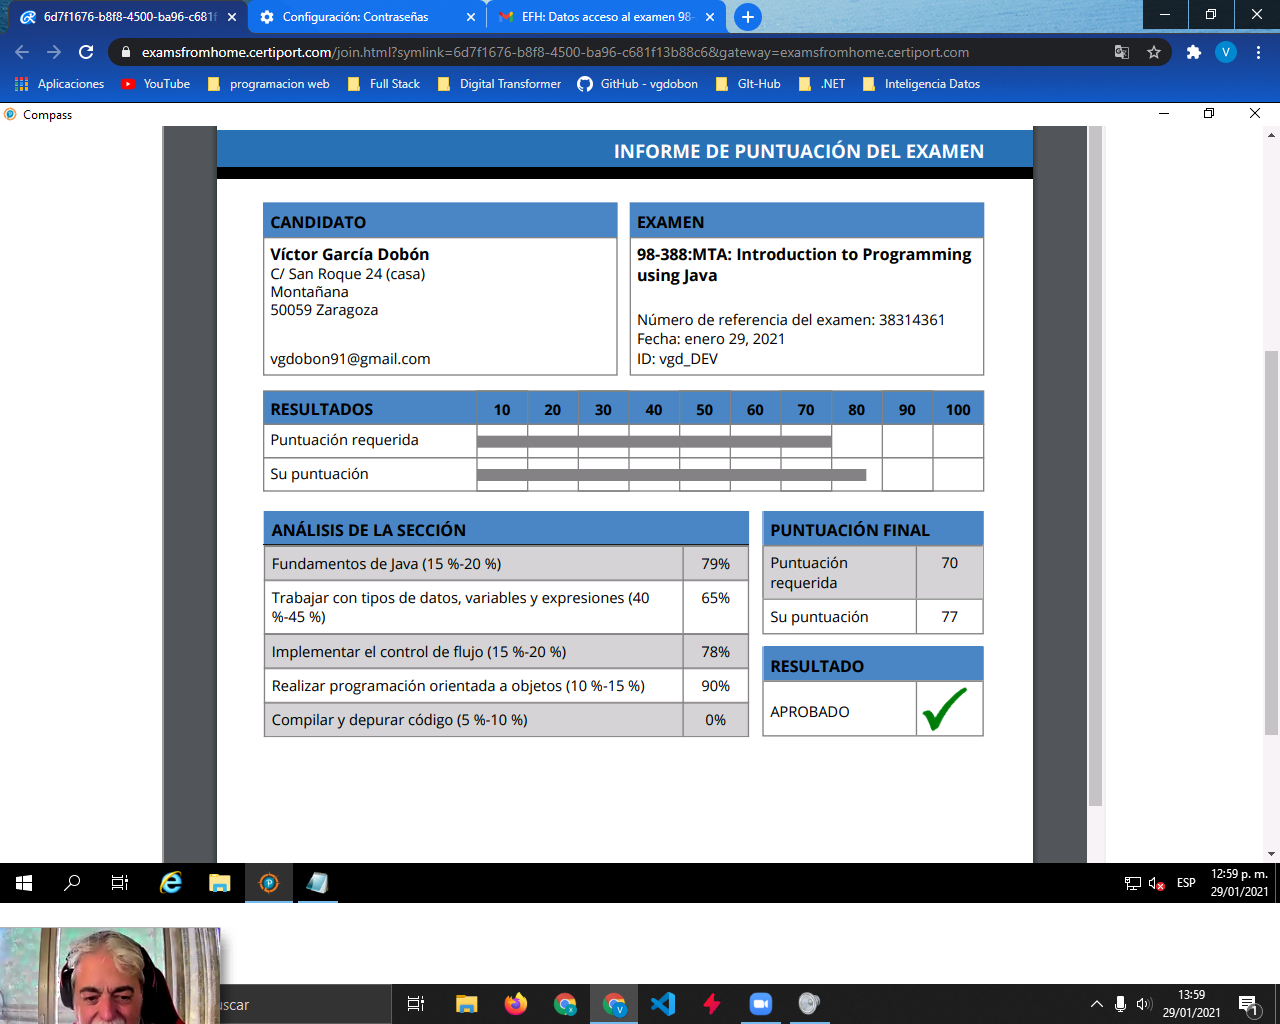 6d7f1676-b8f8-4500-ba96-c681f
Configuración: Contraseñas
EFH: Datos acceso al examen 98-
examsfromhome.certiport.com/join.html?symlink=6d7f1676-b8f8-4500-ba96-c681f13b88c6&gateway=examsfromhome.certiport.com
V
Aplicaciones
YouTube
programacion web
Full Stack
Digital Transformer
GitHub - vgdobon
GIt-Hub
.NET
Inteligencia Datos
Compass
INFORME DE PUNTUACIÓN DEL EXAMEN
CANDIDATO
Víctor García Dobón
C/ San Roque 24 (casa)
Montañana
50059 Zaragoza
vgdobon91@gmail.com
EXAMEN
98-388:MTA: Introduction to Programming
using Java
Número de referencia del examen: 38314361
Fecha: enero 29, 2021
ID: vgd_DEV
RESULTADOS 10 20 30 40 50 60 70 80 90 100
Puntuación requerida
Su puntuación
ANÁLISIS DE LA SECCIÓN
Fundamentos de Java (15 %-20 %) 79%
Trabajar con tipos de datos, variables y expresiones (40 65%
%-45 %)
Implementar el control de flujo (15 %-20 %) 78%
Realizar programación orientada a objetos (10 %-15 %) 90%
Compilar y depurar código (5 %-10 %) 0%
PUNTUACIÓN FINAL
Puntuación 70
requerida
Su puntuación 77
RESULTADO
APROBADO
ESP
12:59 p. m.
29/01/2021
uscar
13:59
29/01/2021
1